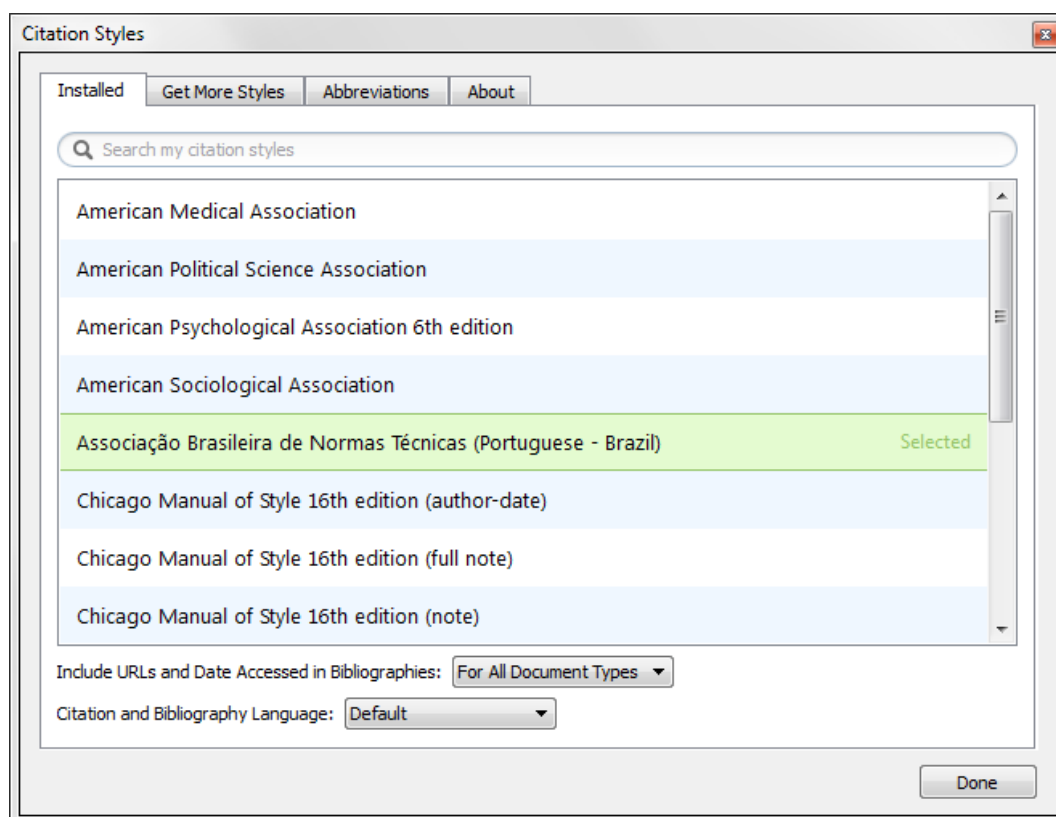 Citation Styles
Installed Get More Styles Abbreviations About
Search my citation styles
American Medical Association
American Political Science Association
American Psychological Association 6th edition
American Sociological Association
Associação Brasileira de Normas Técnicas (Portuguese - Brazil) Selected
Chicago Manual of Style 16th edition (author-date)
Chicago Manual of Style 16th edition (full note)
Chicago Manual of Style 16th edition (note)
Include URLs and Date Accessed in Bibliographies: For All Document Types
Citation and Bibliography Language: Default
Done